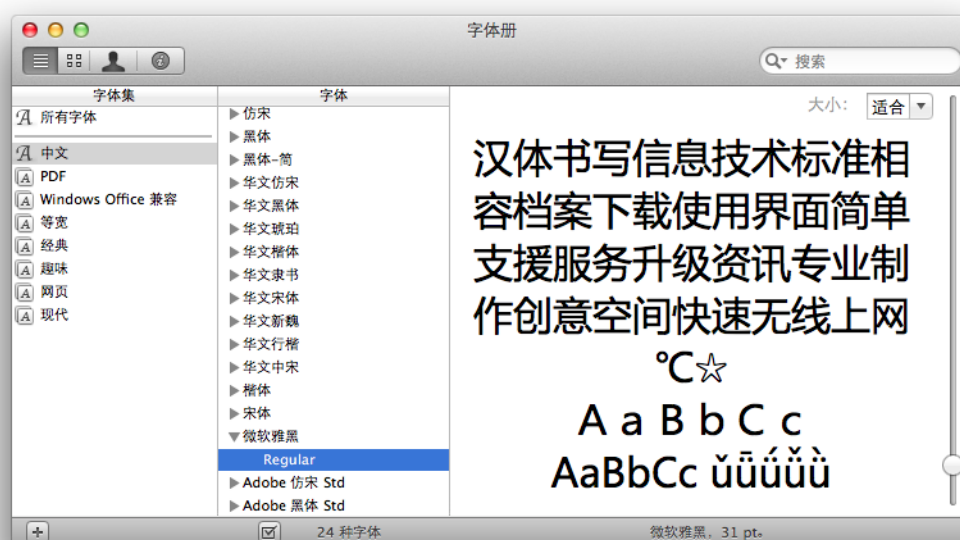 字体册
搜索
字体集
所有字体
中文
PDF
Windows Office 兼容
等宽
经典
趣味
网页
现代
字体
仿宋
黑体
黑体-简
华文仿宋
华文黑体
华文琥珀
华文楷体
华文隶书
华文宋体
华文新魏
华文行楷
华文中宋
楷体
宋体
微软雅黑
Regular
Adobe 仿宋 Std
Adobe 黑体 Std
大小:
适合
汉体书写信息技术标准相
容档案下载使用界面简单
支援服务升级资讯专业制
作创意空间快速无线上网
℃☆
A a B b C c
AaBbCc ǔūǘǚǜ
24 种字体
微软雅黑, 31 pt。